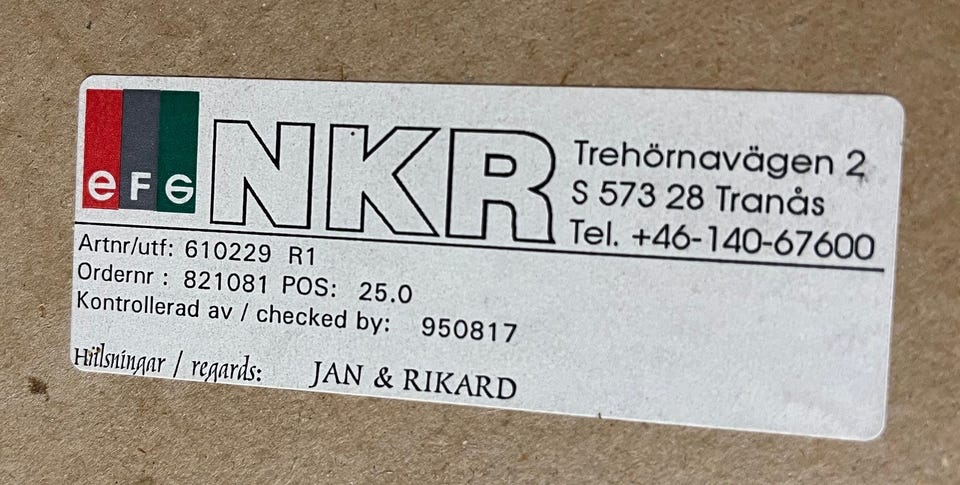 eFG NKR
Trehörnavägen 2
S 573 28 Tranås
Tel. +46-140-67600
Artnr/utf: 610229 R1
Ordernr : 821081 POS: 25.0
Kontrollerad av / checked by: 950817
Hälsningar / regards: JAN & RIKARD